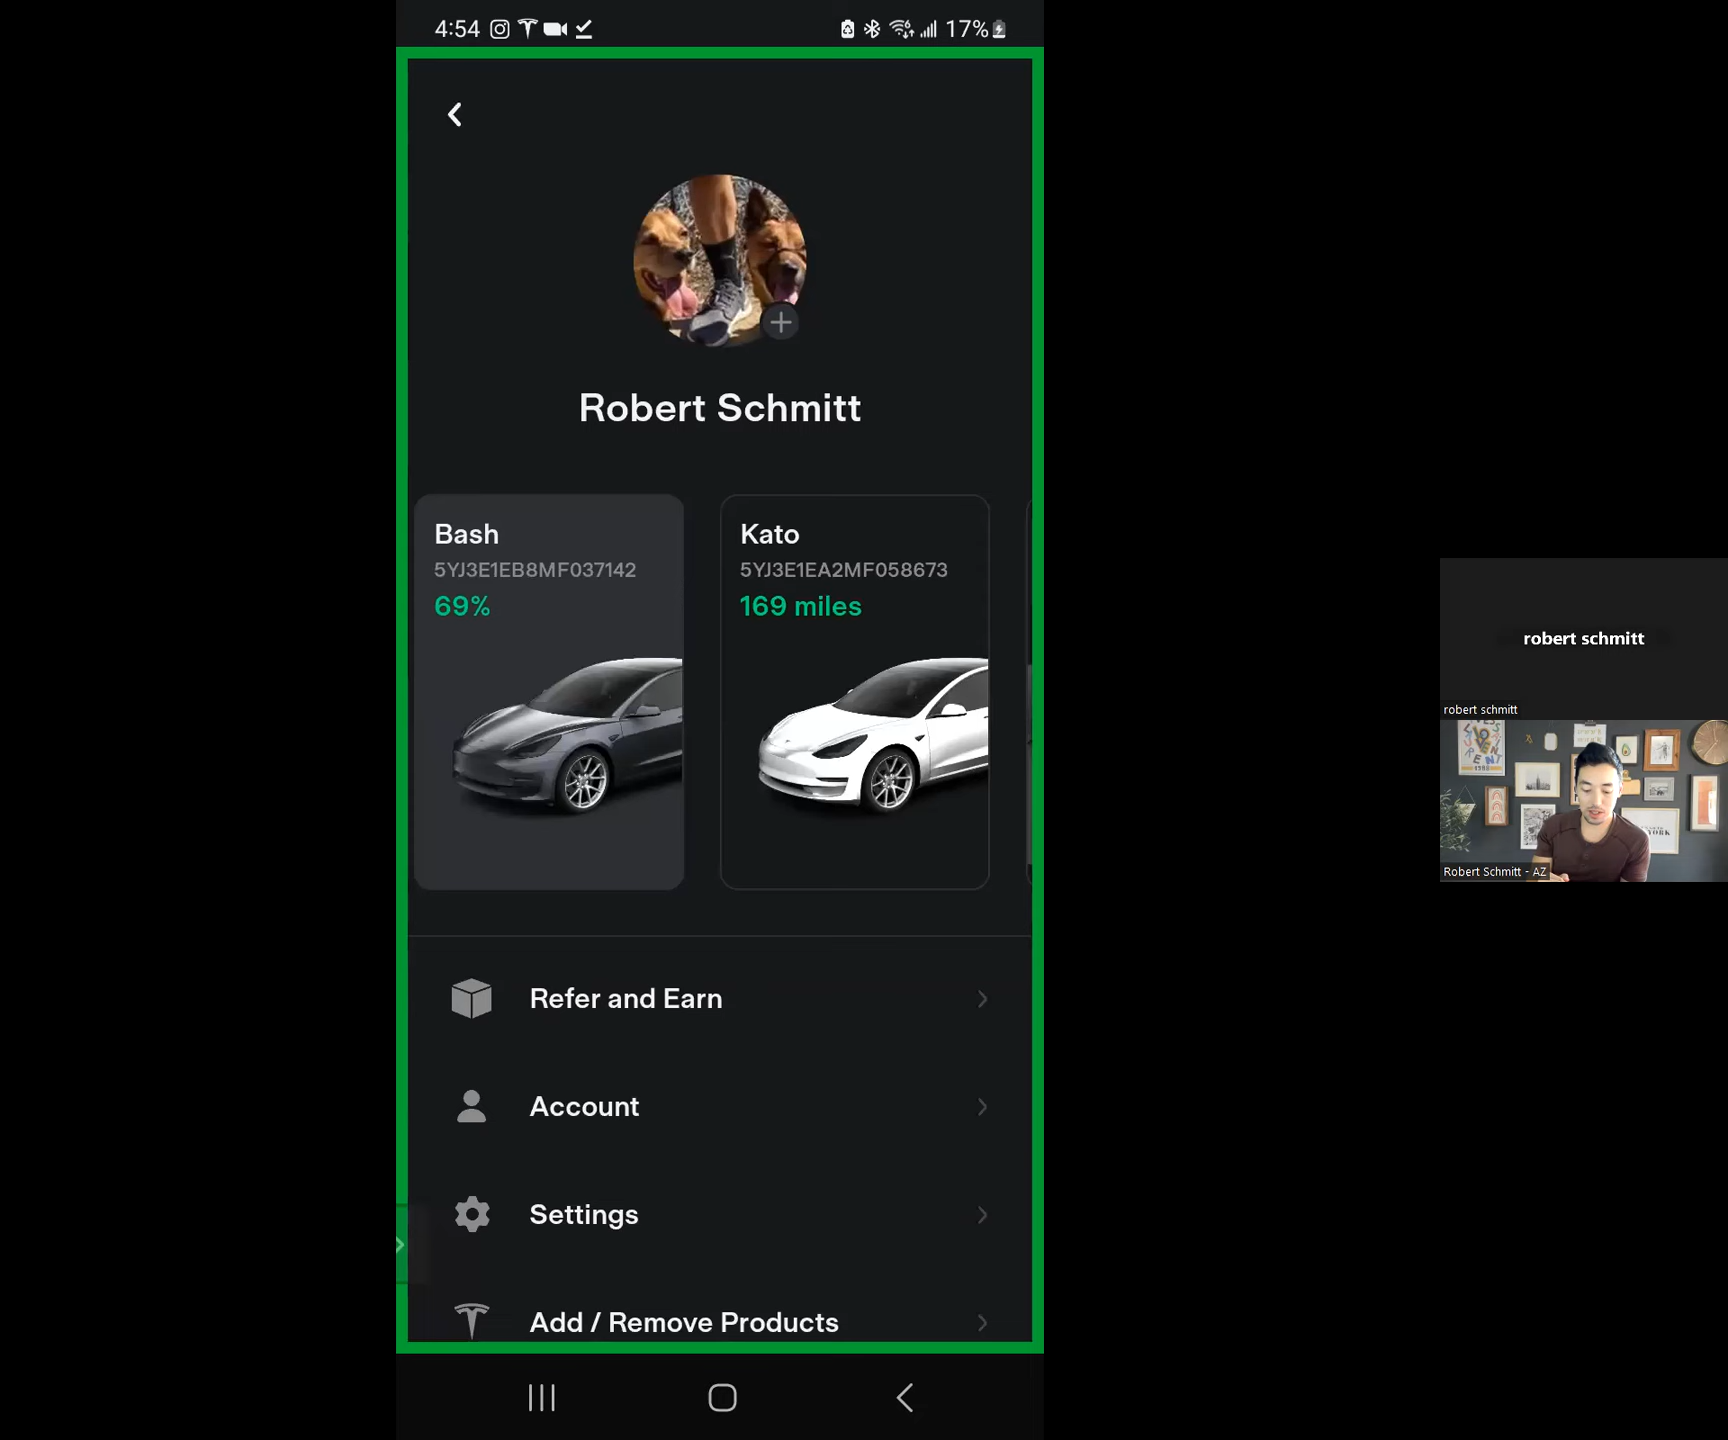 4:54
17%
Robert Schmitt
Bash
5YJ3E1EB8MF037142
69%
Kato
5YJ3E1EA2MF058673
169 miles
Refer and Earn
Account
Settings
Add / Remove Products
robert schmitt
robert schmitt
Robert Schmitt - AZ